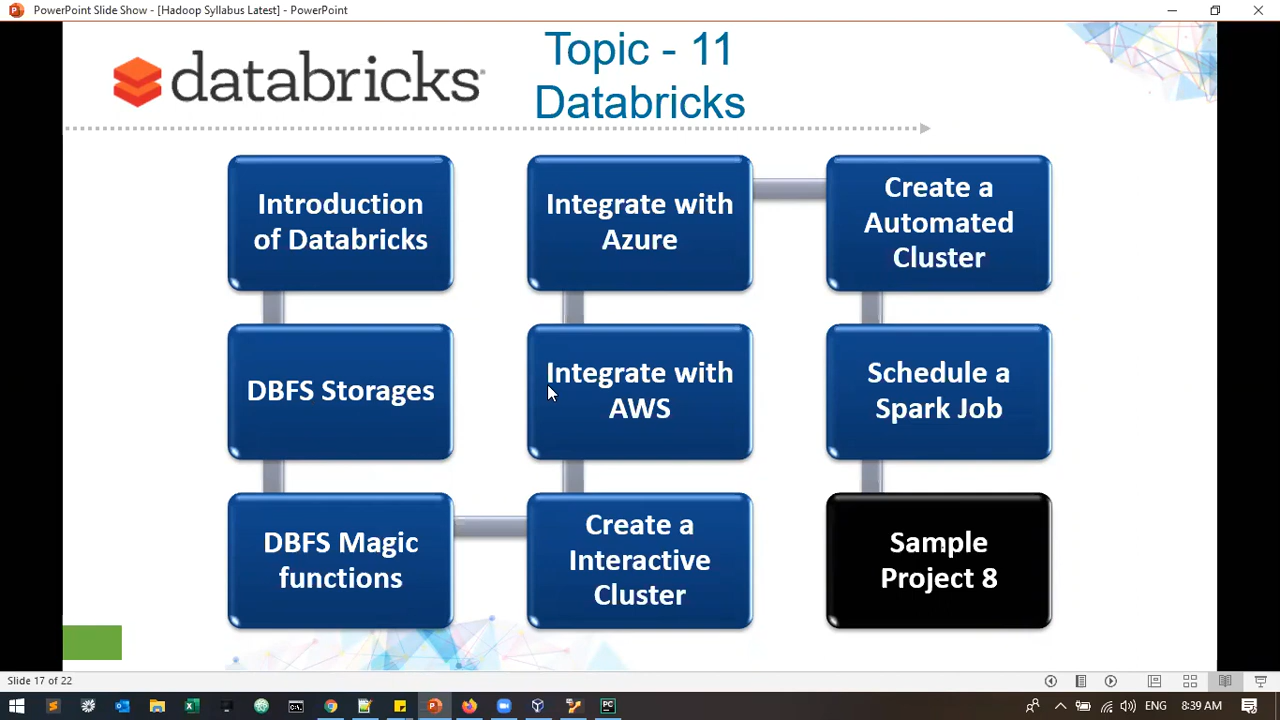 PowerPoint Slide Show - [Hadoop Syllabus Latest] - PowerPoint
databricks
Topic - 11
Databricks
Introduction
of Databricks
DBFS Storages
DBFS Magic
functions
Create a
Interactive
Cluster
Integrate with
AWS
Integrate with
Azure
Create a
Automated
Cluster
Schedule a
Spark Job
Sample
Project 8
Slide 17 of 22
ENG
8:39 AM